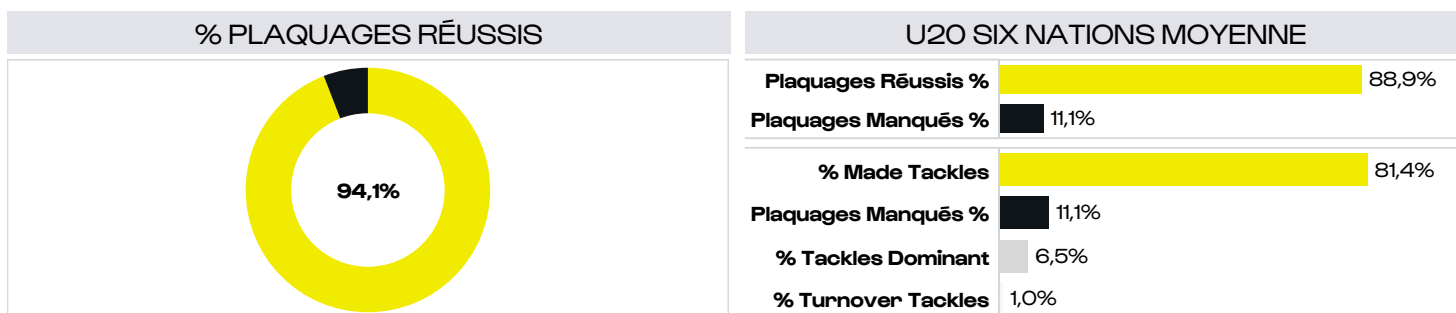 % PLAQUAGES RÉUSSIS
94,1%
U20 SIX NATIONS MOYENNE
Plaquages Réussis % 88,9%
Plaquages Manqués % 11,1%
% Made Tackles 81,4%
Plaquages Manqués % 11,1%
% Tackles Dominant 6,5%
% Turnover Tackles 1,0%